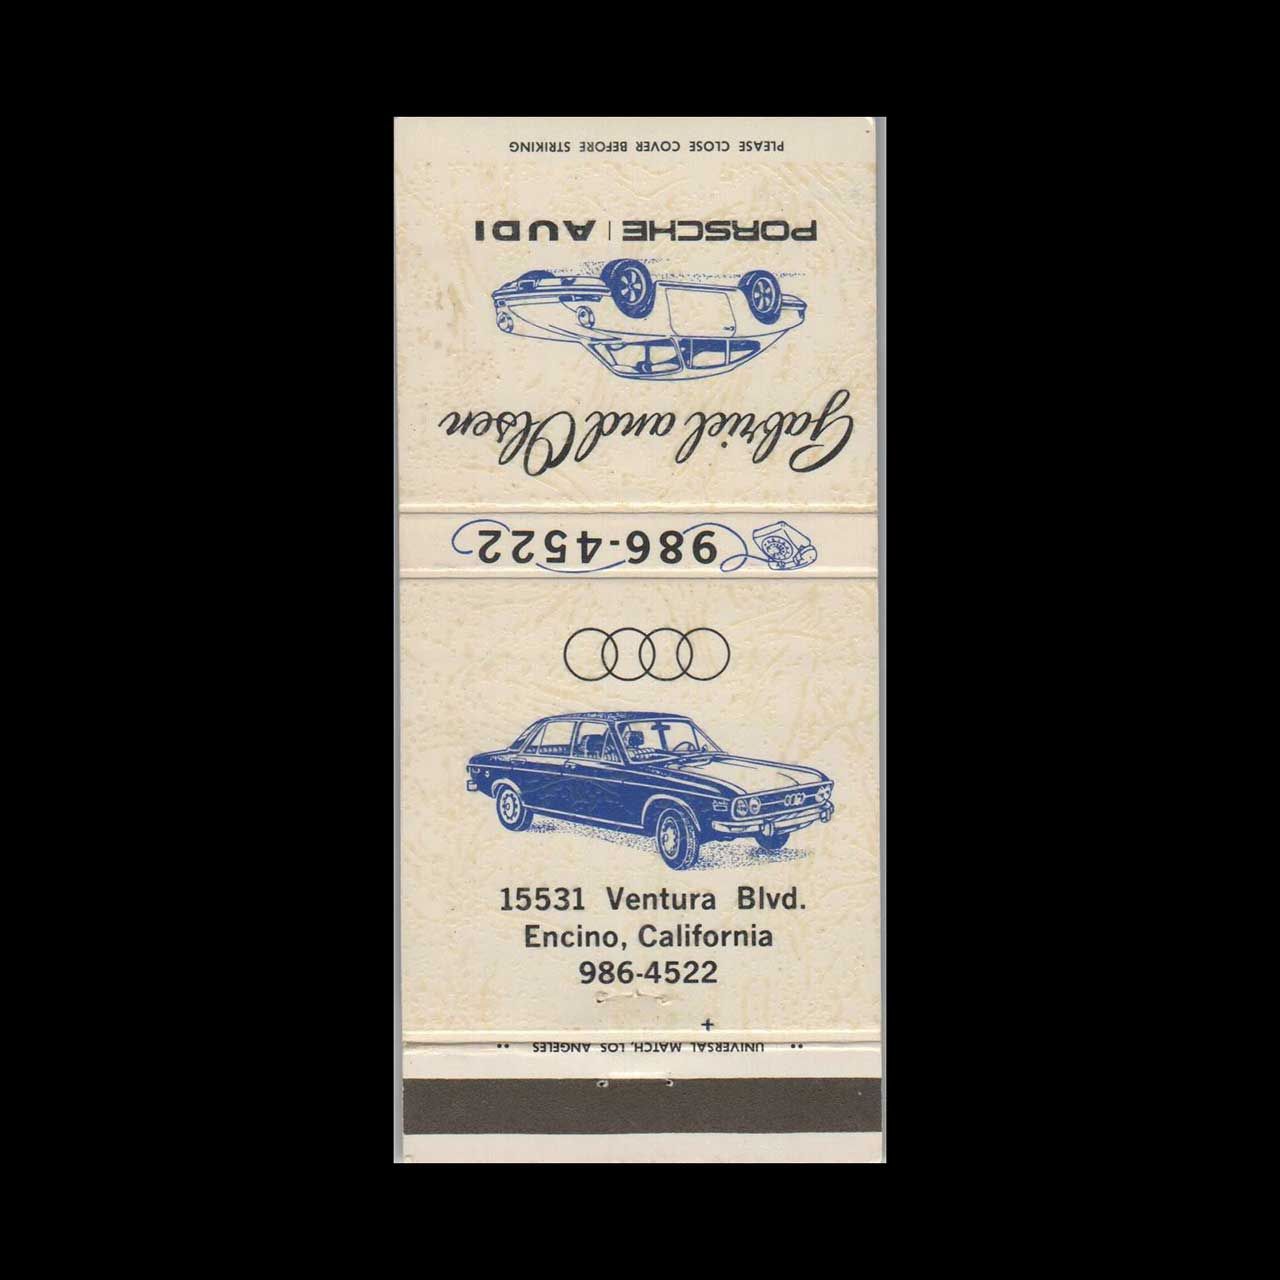 PLEASE CLOSE COVER BEFORE STRIKING
PORSCHE | AUDI
Gabriel and Olsen
986-4522
15531 Ventura Blvd.
Encino, California
986-4522
UNIVERSAL MATCH, LOS ANGELES